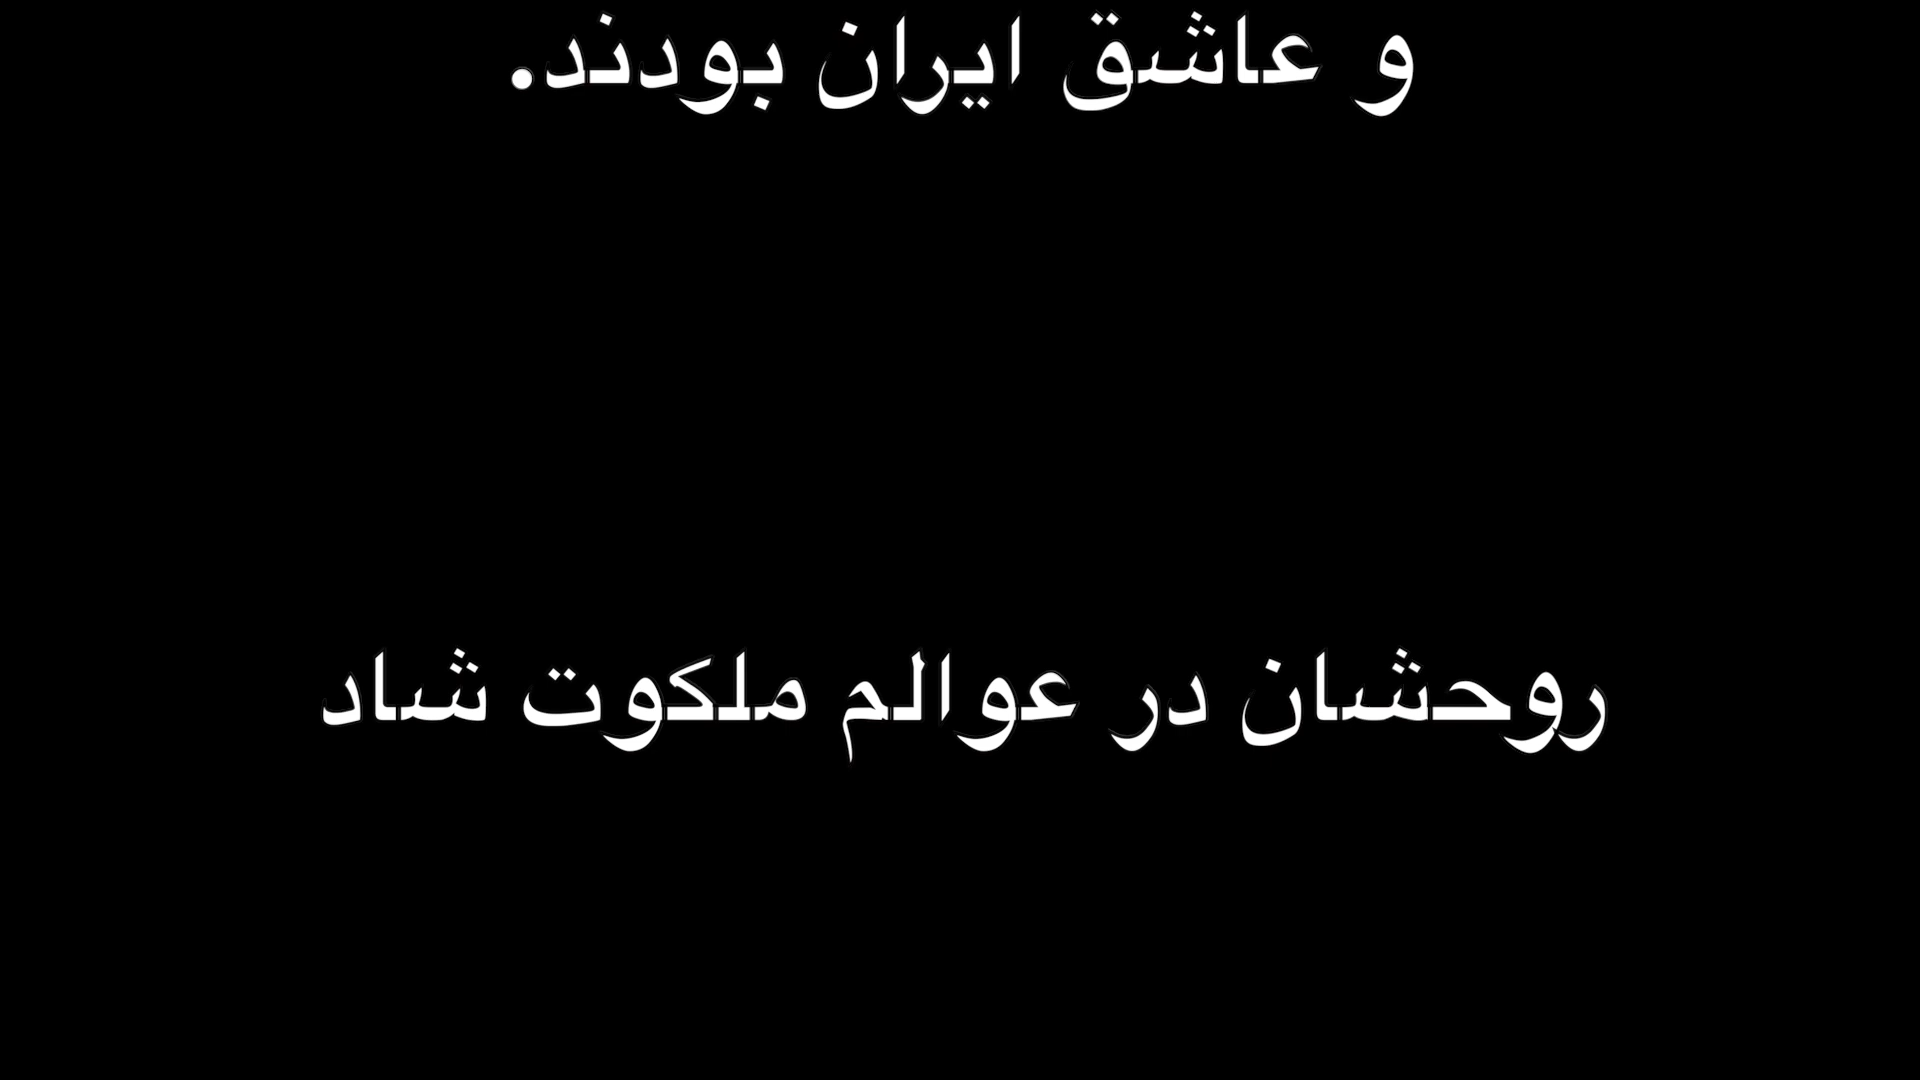 و عاشق ایران بودند.
روحشان در عوالم ملکوت شاد